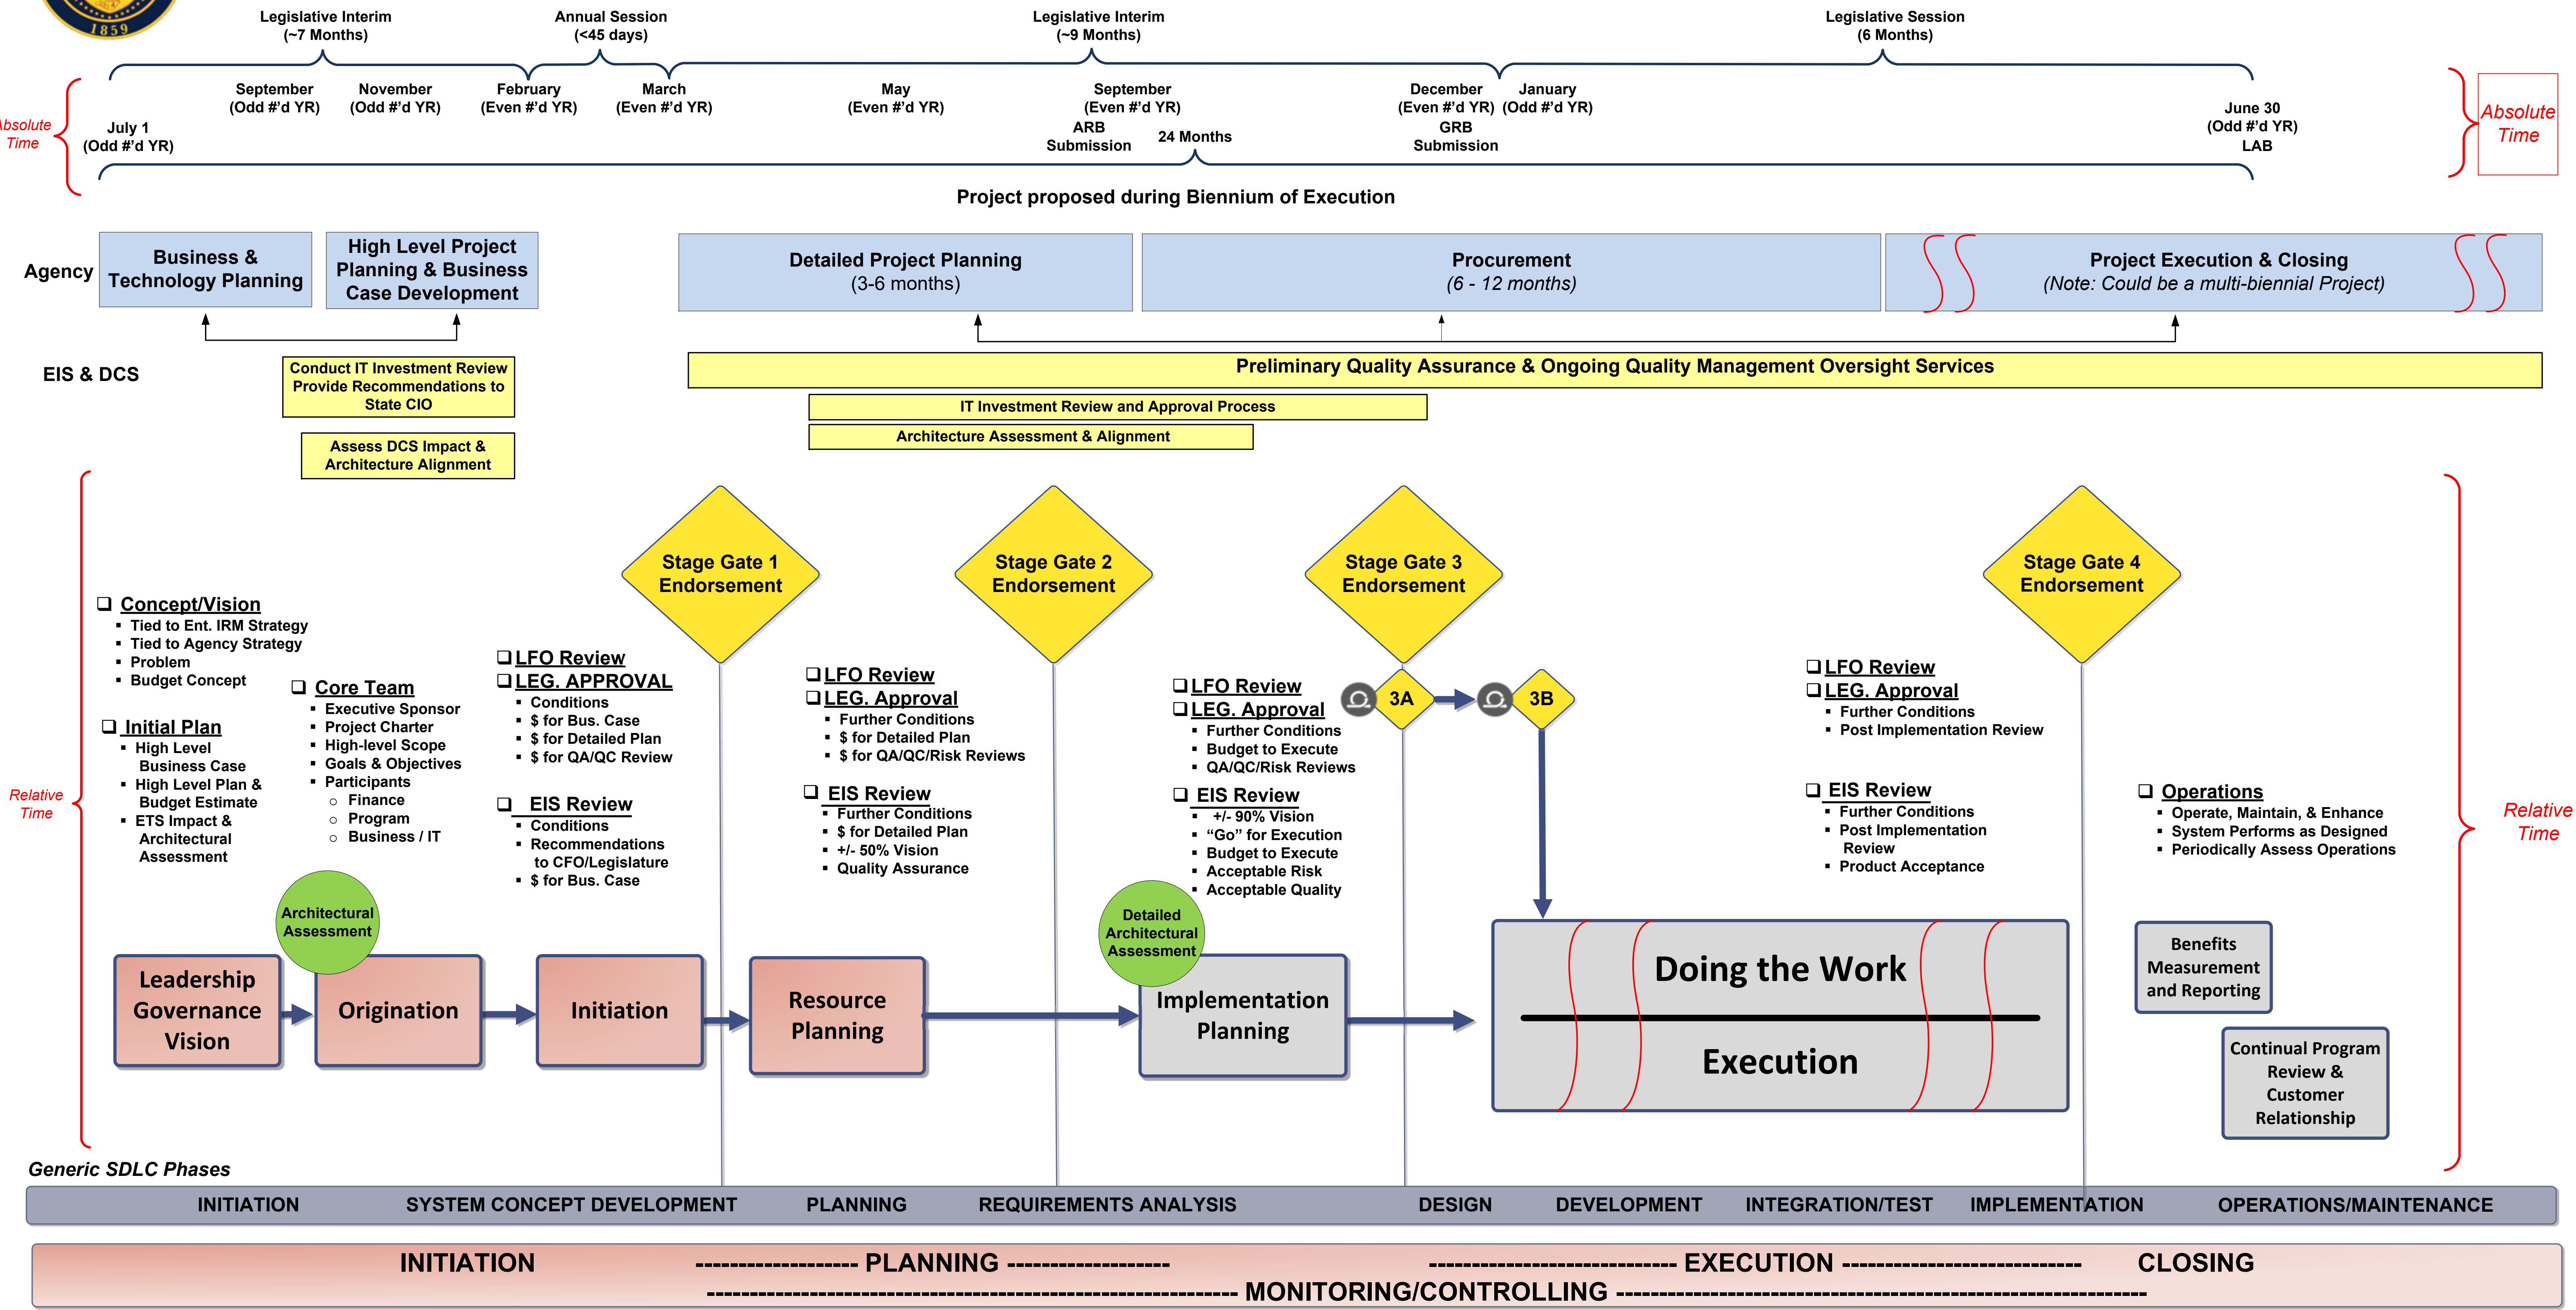 1859
Legislative Interim
(~7 Months)
Annual Session
(<45 days)
Legislative Interim
(~9 Months)
Legislative Session
(6 Months)
September
(Odd #'d YR)
November
(Odd #'d YR)
February
(Even #'d YR)
March
(Even #'d YR)
May
(Even #'d YR)
September
(Even #'d YR)
December
(Even #'d YR)
January
(Odd #'d YR)
Absolute
Time
July 1
(Odd #'d YR)
ARB
Submission
24 Months
GRB
Submission
June 30
(Odd #'d YR)
LAB
Absolute
Time
Project proposed during Biennium of Execution
Agency
Business &
Technology Planning
High Level Project
Planning & Business
Case Development
Detailed Project Planning
(3-6 months)
Procurement
(6 - 12 months)
Project Execution & Closing
(Note: Could be a multi-biennial Project)
EIS & DCS
Conduct IT Investment Review
Provide Recommendations to
State CIO
Assess DCS Impact &
Architecture Alignment
Preliminary Quality Assurance & Ongoing Quality Management Oversight Services
IT Investment Review and Approval Process
Architecture Assessment & Alignment
Stage Gate 1
Endorsement
Stage Gate 2
Endorsement
Stage Gate 3
Endorsement
Stage Gate 4
Endorsement
3A
3B
Relative
Time
Concept/Vision
Tied to Ent. IRM Strategy
Tied to Agency Strategy
Problem
Budget Concept
Initial Plan
High Level
Business Case
High Level Plan &
Budget Estimate
ETS Impact &
Architectural
Assessment
Core Team
Executive Sponsor
Project Charter
High-level Scope
Goals & Objectives
Participants
Finance
Program
Business / IT
LFO Review
LEG. APPROVAL
Conditions
$ for Bus. Case
$ for Detailed Plan
$ for QA/QC Review
EIS Review
Conditions
Recommendations
to CFO/Legislature
$ for Bus. Case
LFO Review
LEG. Approval
Further Conditions
$ for Detailed Plan
$ for QA/QC/Risk Reviews
EIS Review
Further Conditions
$ for Detailed Plan
+/- 50% Vision
Quality Assurance
LFO Review
LEG. Approval
Further Conditions
Budget to Execute
QA/QC/Risk Reviews
EIS Review
+/- 90% Vision
“Go” for Execution
Budget to Execute
Acceptable Risk
Acceptable Quality
LFO Review
LEG. Approval
Further Conditions
Post Implementation Review
EIS Review
Further Conditions
Post Implementation
Review
Product Acceptance
Operations
Operate, Maintain, & Enhance
System Performs as Designed
Periodically Assess Operations
Relative
Time
Architectural
Assessment
Detailed
Architectural
Assessment
Leadership
Governance
Vision
Origination
Initiation
Resource
Planning
Implementation
Planning
Doing the Work
Execution
Benefits
Measurement
and Reporting
Continual Program
Review &
Customer
Relationship
Generic SDLC Phases
INITIATION SYSTEM CONCEPT DEVELOPMENT PLANNING REQUIREMENTS ANALYSIS DESIGN DEVELOPMENT INTEGRATION/TEST IMPLEMENTATION OPERATIONS/MAINTENANCE
INITIATION ------------------- PLANNING ------------------- ----------------------------- EXECUTION ---------------------------- CLOSING
-------------------------------------------------------------- MONITORING/CONTROLLING --------------------------------------------------------------